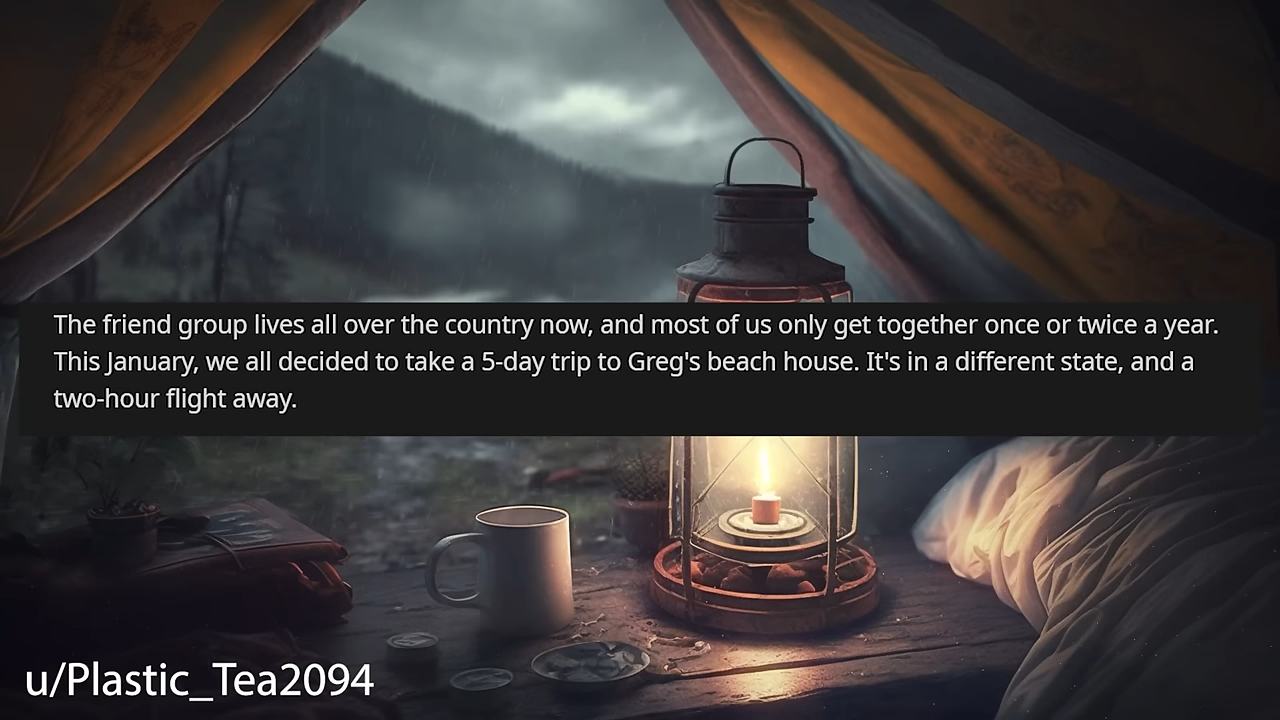 The friend group lives all over the country now, and most of us only get together once or twice a year.
This January, we all decided to take a 5-day trip to Greg's beach house. It's in a different state, and a
two-hour flight away.
u/Plastic_Tea2094